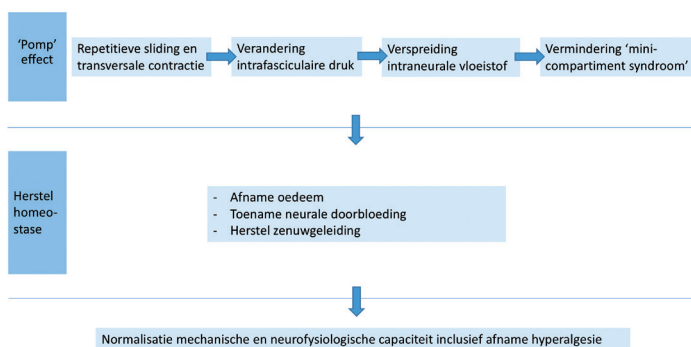 'Pomp'
effect
Repetitieve sliding en
transversale contractie
Verandering
intrafasciculaire druk
Verspreiding
intraneurale vloeistof
Vermindering 'mini-
compartiment syndroom'
Herstel
homeo-
stase
- Afname oedeem
- Toename neurale doorbloeding
- Herstel zenuwgeleiding
Normalisatie mechanische en neurofysiologische capaciteit inclusief afname hyperalgesie